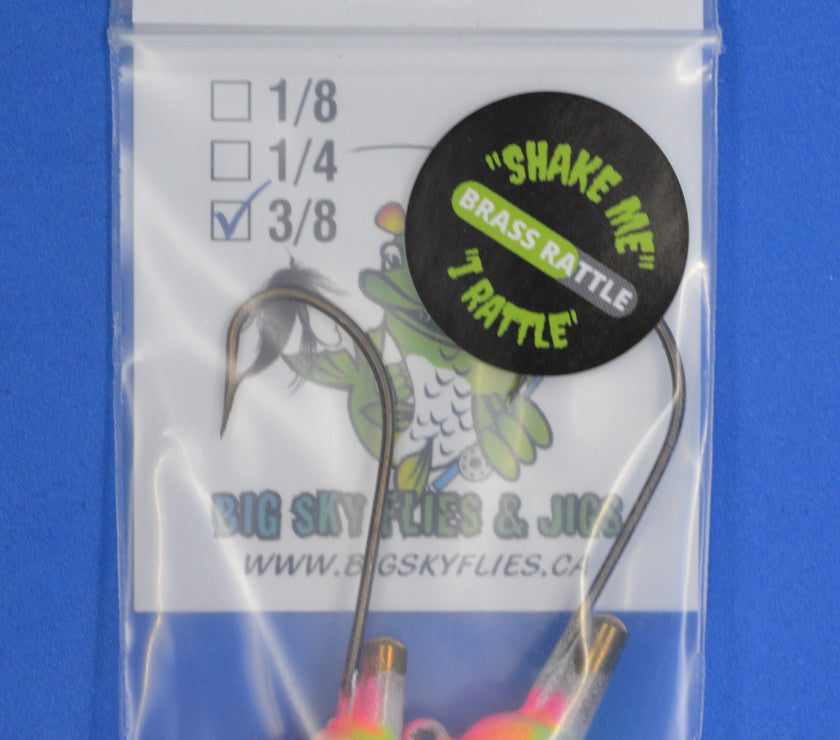 1/8
1/4
3/8
"SHAKE ME"
BRASS RATTLE
"I RATTLE"
BIG SKY FLIES & JIGS
WWW.BIGSKYFLIES.CA